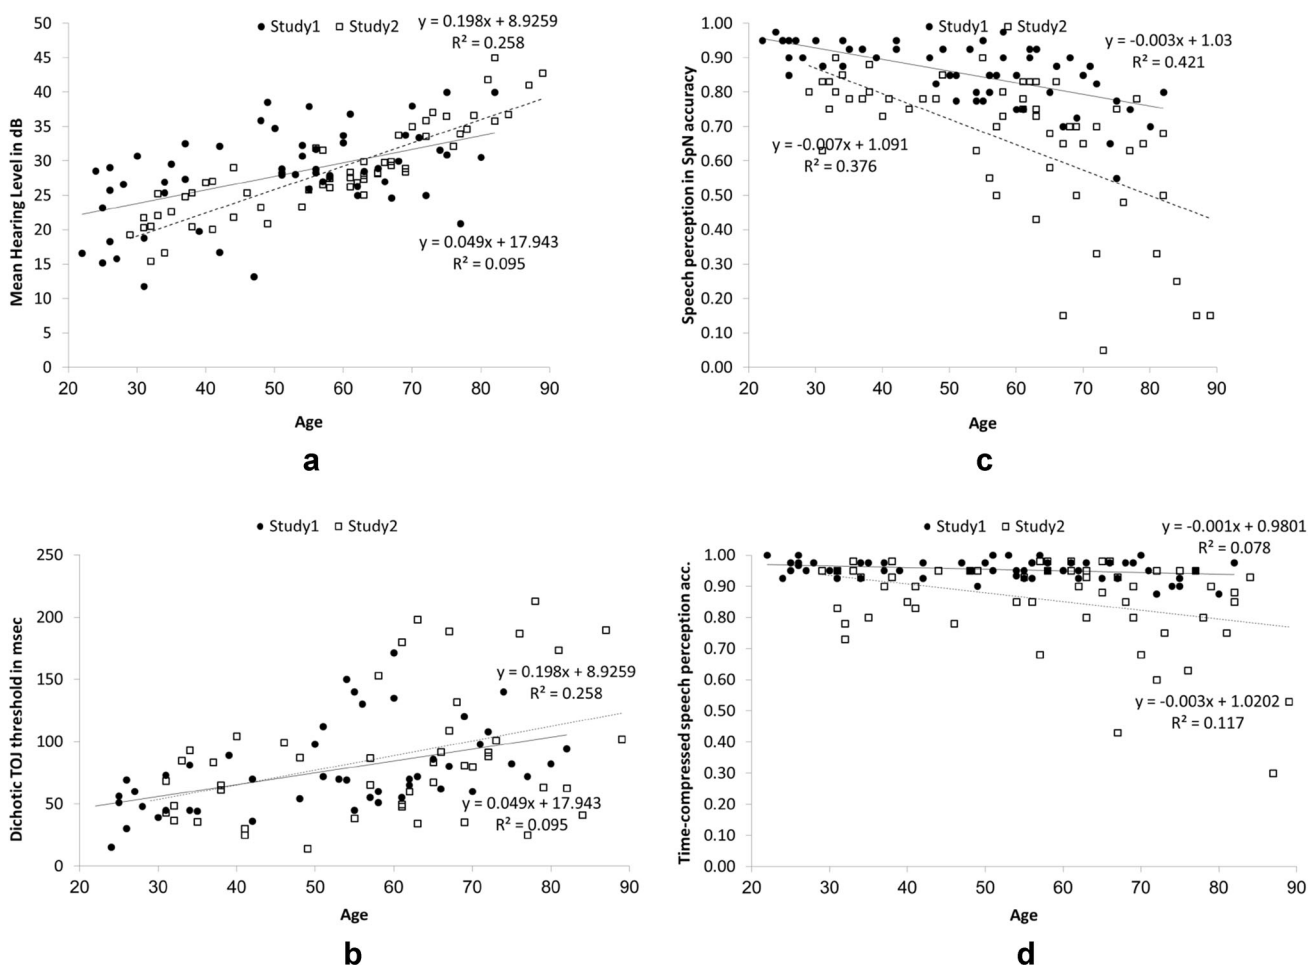 Study1 Study2
y = 0.198x + 8.9259
R² = 0.258
50
45
40
35
30
25
20
15
10
5
0
Mean Hearing Level in dB
y = 0.049x + 17.943
R² = 0.095
20 30 40 50 60 70 80 90
Age
a
Study1 Study2
y = -0.003x + 1.03
R² = 0.421
1.00
0.90
0.80
0.70
0.60
0.50
0.40
0.30
0.20
0.10
0.00
Speech perception in SpN accuracy
y = -0.007x + 1.091
R² = 0.376
20 30 40 50 60 70 80 90
Age
c
Study1 Study2
250
200
150
100
50
0
Dichotic TOJ threshold in msec
y = 0.198x + 8.9259
R² = 0.258
y = 0.049x + 17.943
R² = 0.095
20 30 40 50 60 70 80 90
Age
b
Study1 Study2
y = -0.001x + 0.9801
R² = 0.078
1.00
0.90
0.80
0.70
0.60
0.50
0.40
0.30
0.20
0.10
0.00
Time-compressed speech perception acc.
y = -0.003x + 1.0202
R² = 0.117
20 30 40 50 60 70 80 90
Age
d